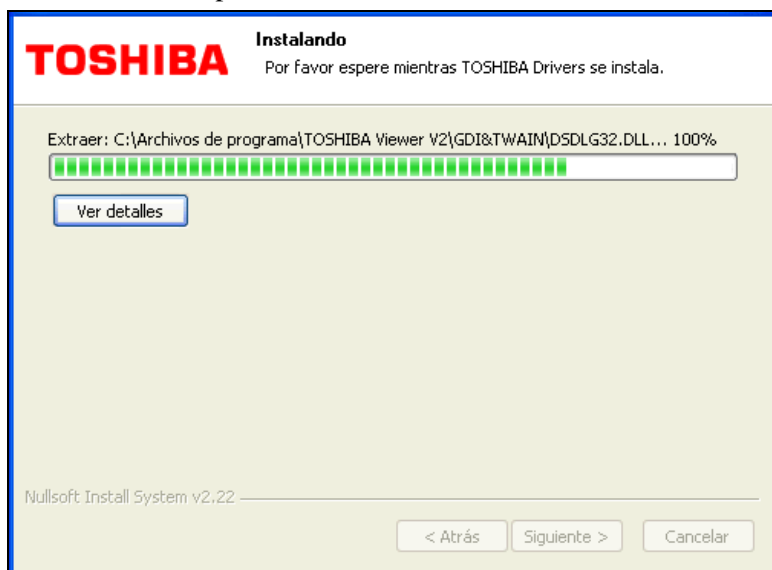 TOSHIBA
Instalando
Por favor espere mientras TOSHIBA Drivers se instala.
Extraer: C:\Archivos de programa\TOSHIBA Viewer V2\GDI&TWAIN\DSDLG32.DLL... 100%
Ver detalles
Nullsoft Install System v2.22
< Atrás Siguiente > Cancelar